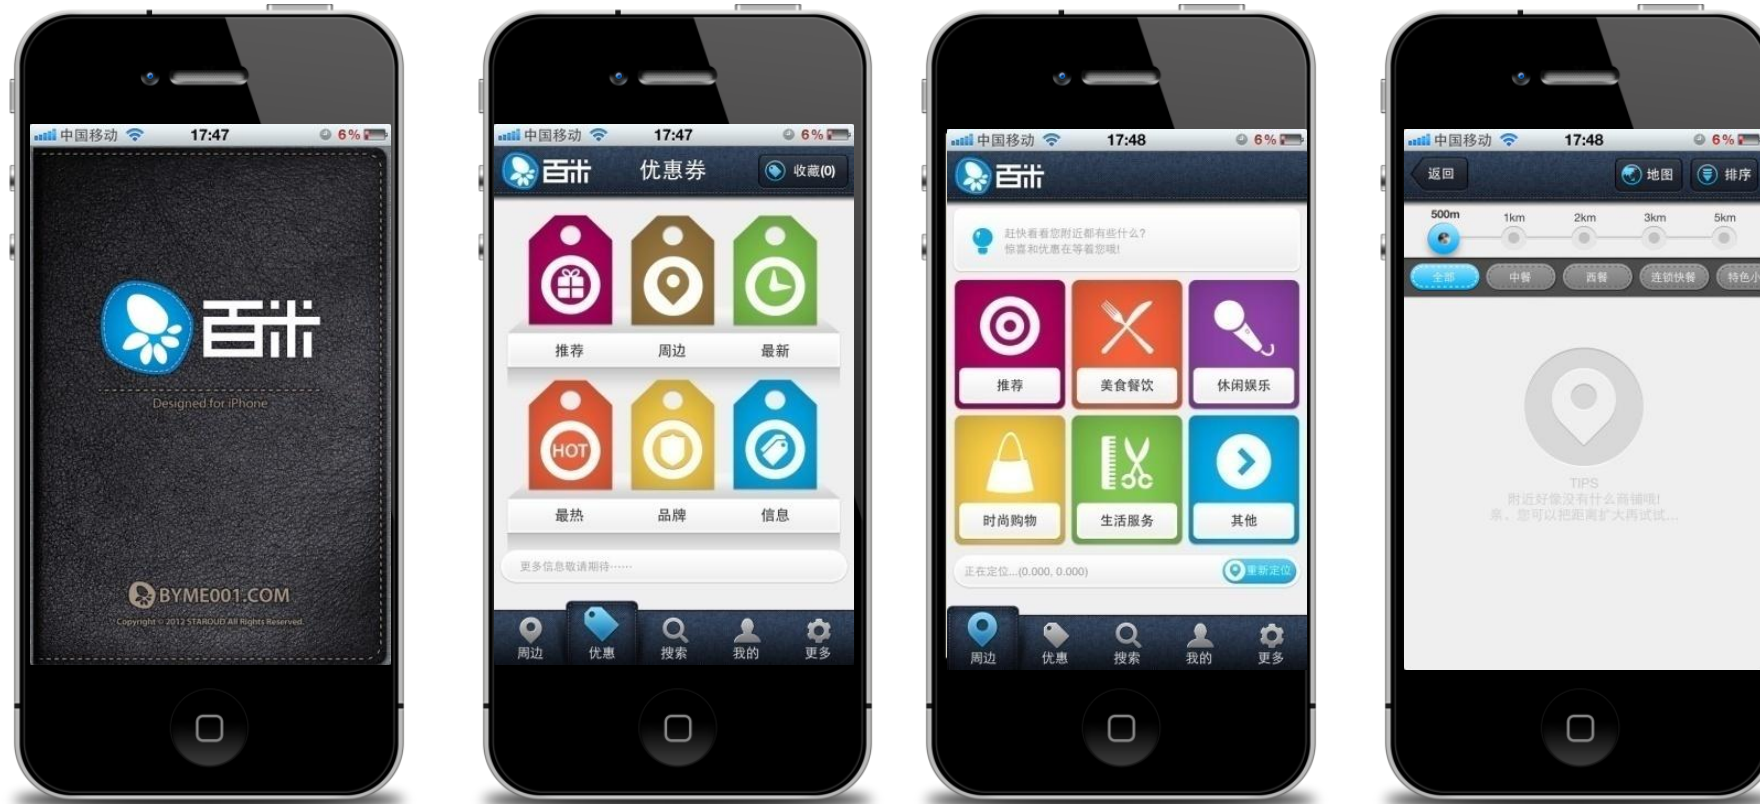 中国移动 17:47 6%
百米
Designed for iPhone
BYME001.COM
Copyright © 2012 STAROUD All Rights Reserved.
中国移动 17:47 6%
百米 优惠券 收藏(0)
推荐 周边 最新
HOT
最热 品牌 信息
更多信息敬请期待……
周边 优惠 搜索 我的 更多
中国移动 17:48 6%
百米
赶快看看您附近都有些什么?
惊喜和优惠在等着您哦!
推荐 美食餐饮 休闲娱乐
时尚购物 生活服务 其他
正在定位...(0.000, 0.000) 重新定位
周边 优惠 搜索 我的 更多
中国移动 17:48 6%
返回 地图 排序
500m 1km 2km 3km 5km
全部 中餐 西餐 连锁快餐 特色小
TIPS
附近好像没有什么商铺哦!
亲、您可以把距离扩大再试试...